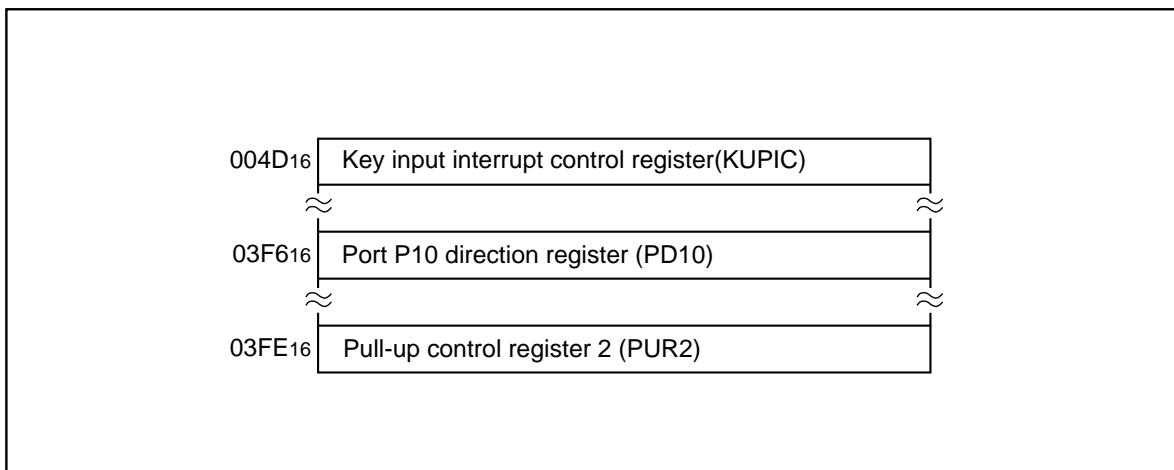 004D16 Key input interrupt control register(KUPIC)
03F616 Port P10 direction register (PD10)
03FE16 Pull-up control register 2 (PUR2)